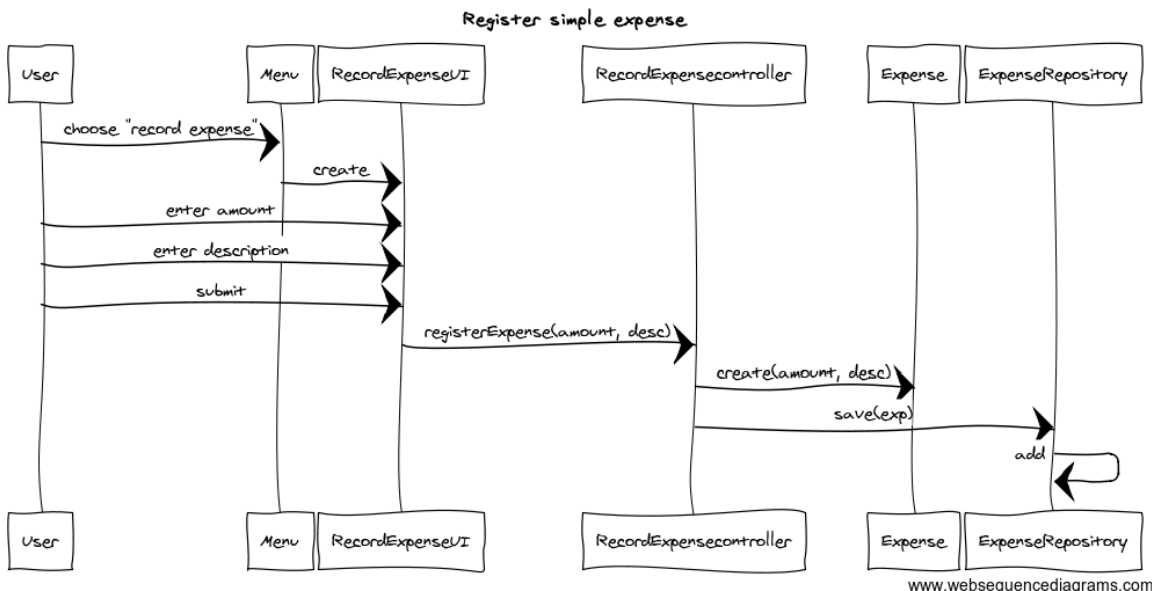 Register simple expense
User
Menu
RecordExpenseUI
RecordExpensecontroller
Expense
ExpenseRepository
choose "record expense"
create
enter amount
enter description
submit
registerExpense(amount, desc)
create(amount, desc)
save(exp)
add
User
Menu
RecordExpenseUI
RecordExpensecontroller
Expense
ExpenseRepository
www.websequencediagrams.com